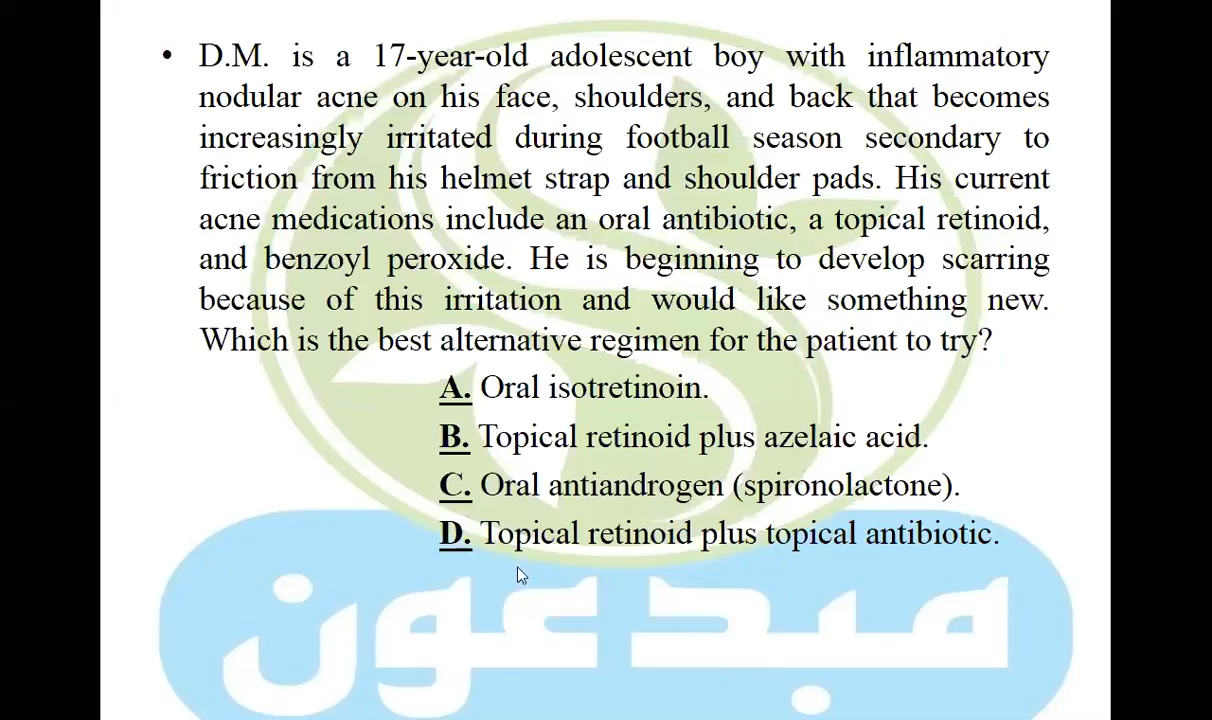 • D.M. is a 17-year-old adolescent boy with inflammatory
nodular acne on his face, shoulders, and back that becomes
increasingly irritated during football season secondary to
friction from his helmet strap and shoulder pads. His current
acne medications include an oral antibiotic, a topical retinoid,
and benzoyl peroxide. He is beginning to develop scarring
because of this irritation and would like something new.
Which is the best alternative regimen for the patient to try?
A. Oral isotretinoin.
B. Topical retinoid plus azelaic acid.
C. Oral antiandrogen (spironolactone).
D. Topical retinoid plus topical antibiotic.
مبدعون